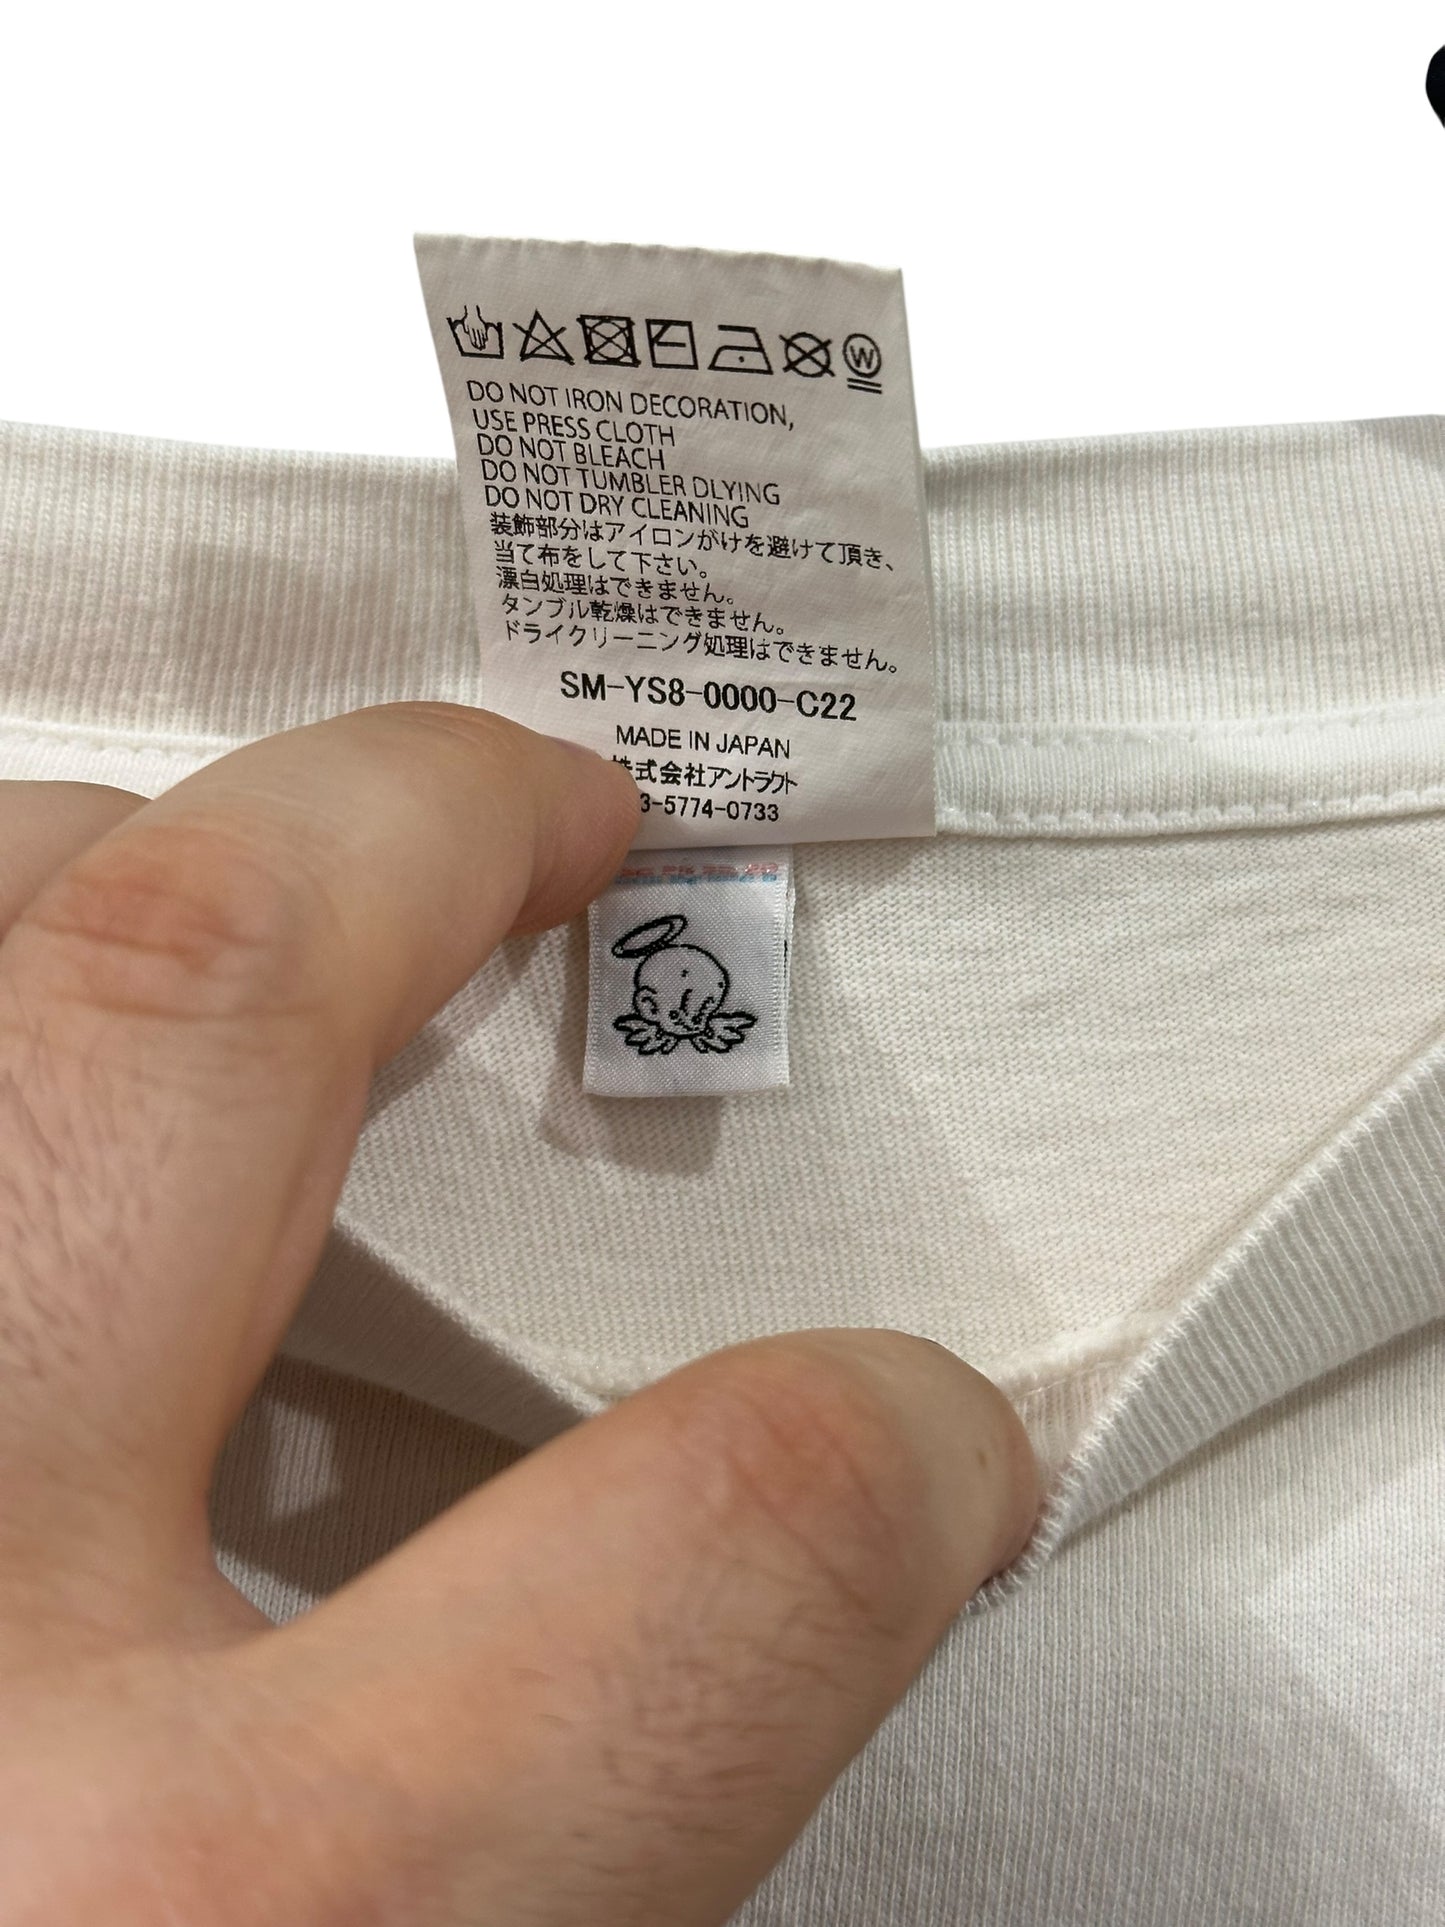 W
DO NOT IRON DECORATION,
USE PRESS CLOTH
DO NOT BLEACH
DO NOT TUMBLER DLYING
DO NOT DRY CLEANING
装飾部分はアイロンがけを避けて頂き、
当て布をして下さい。
漂白処理はできません。
タンブル乾燥はできません。
ドライクリーニング処理はできません。
SM-YS8-0000-C22
MADE IN JAPAN
株式会社アントラクト
3-5774-0733